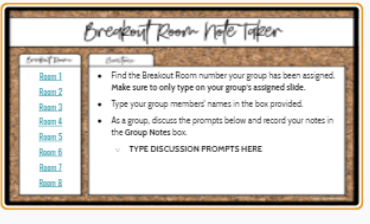 Breakout Room Note Taker
Breakout Rooms
Directions
Room 1
Room 2
Room 3
Room 4
Room 5
Room 6
Room 7
Room 8
Find the Breakout Room number your group has been assigned.
Make sure to only type on your group's assigned slide.
Type your group members' names in the box provided.
As a group, discuss the prompts below and record your notes in
the Group Notes box.
TYPE DISCUSSION PROMPTS HERE